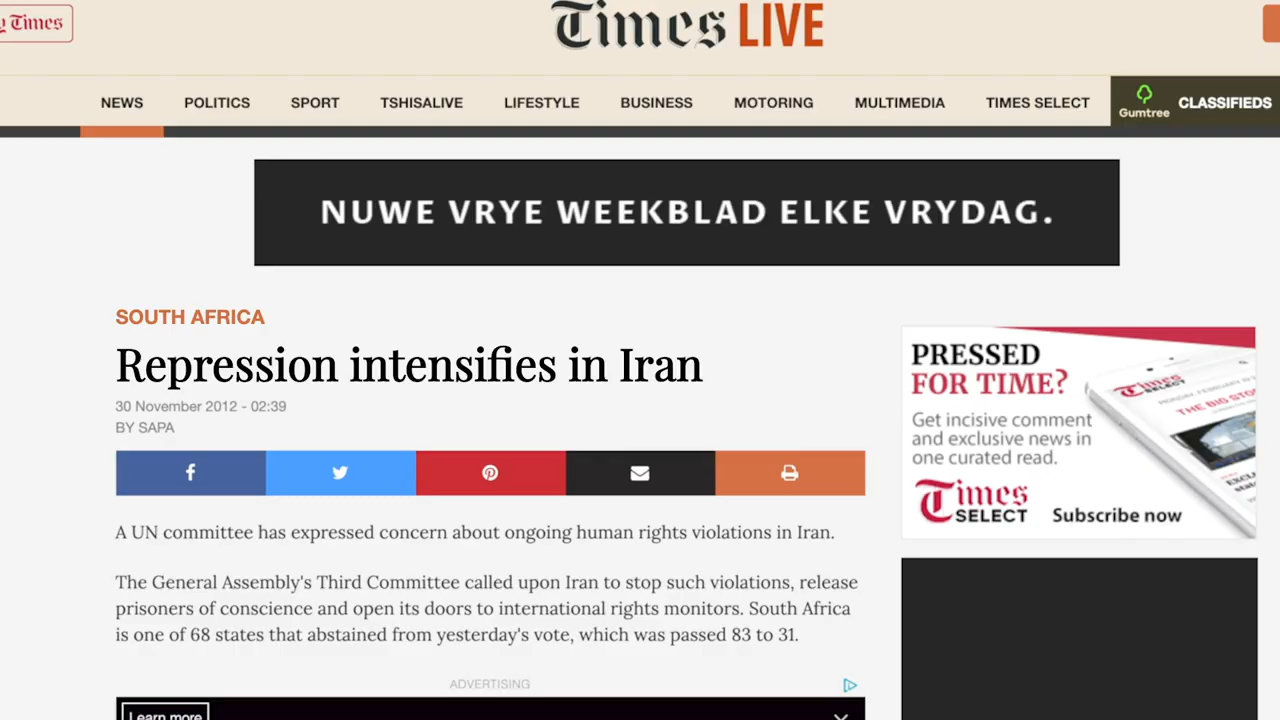 Times
Times LIVE
NEWS POLITICS SPORT TSHISALIVE LIFESTYLE BUSINESS MOTORING MULTIMEDIA TIMES SELECT Gumtree CLASSIFIEDS
NUWE VRYE WEEKBLAD ELKE VRYDAG.
SOUTH AFRICA
Repression intensifies in Iran
30 November 2012 - 02:39
BY SAPA
A UN committee has expressed concern about ongoing human rights violations in Iran.
The General Assembly's Third Committee called upon Iran to stop such violations, release
prisoners of conscience and open its doors to international rights monitors. South Africa
is one of 68 states that abstained from yesterday's vote, which was passed 83 to 31.
ADVERTISING
Learn more
PRESSED
FOR TIME?
Get incisive comment
and exclusive news in
one curated read.
Times
SELECT
Subscribe now
Times
SELECT
THE BIG STO